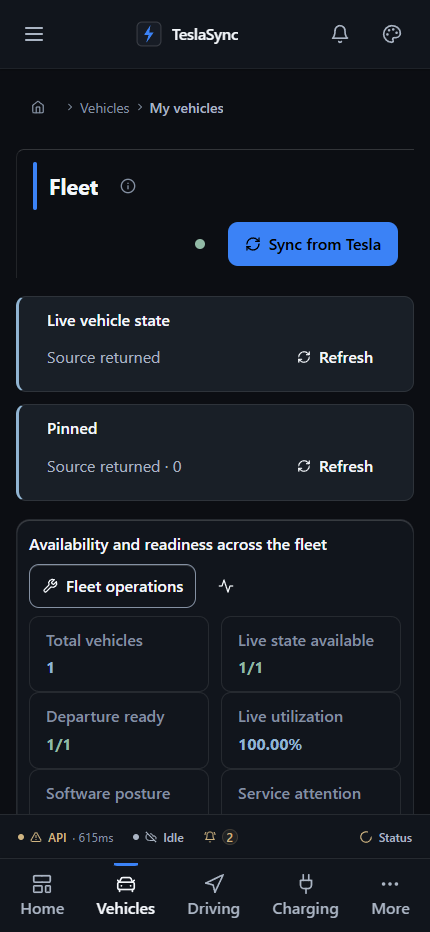 TeslaSync
Vehicles My vehicles
Fleet
Sync from Tesla
Live vehicle state
Source returned Refresh
Pinned
Source returned · 0 Refresh
Availability and readiness across the fleet
Fleet operations
Total vehicles Live state available
1 1/1
Departure ready Live utilization
1/1 100.00%
Software posture Service attention
API · 615ms Idle 2 Status
Home Vehicles Driving Charging More